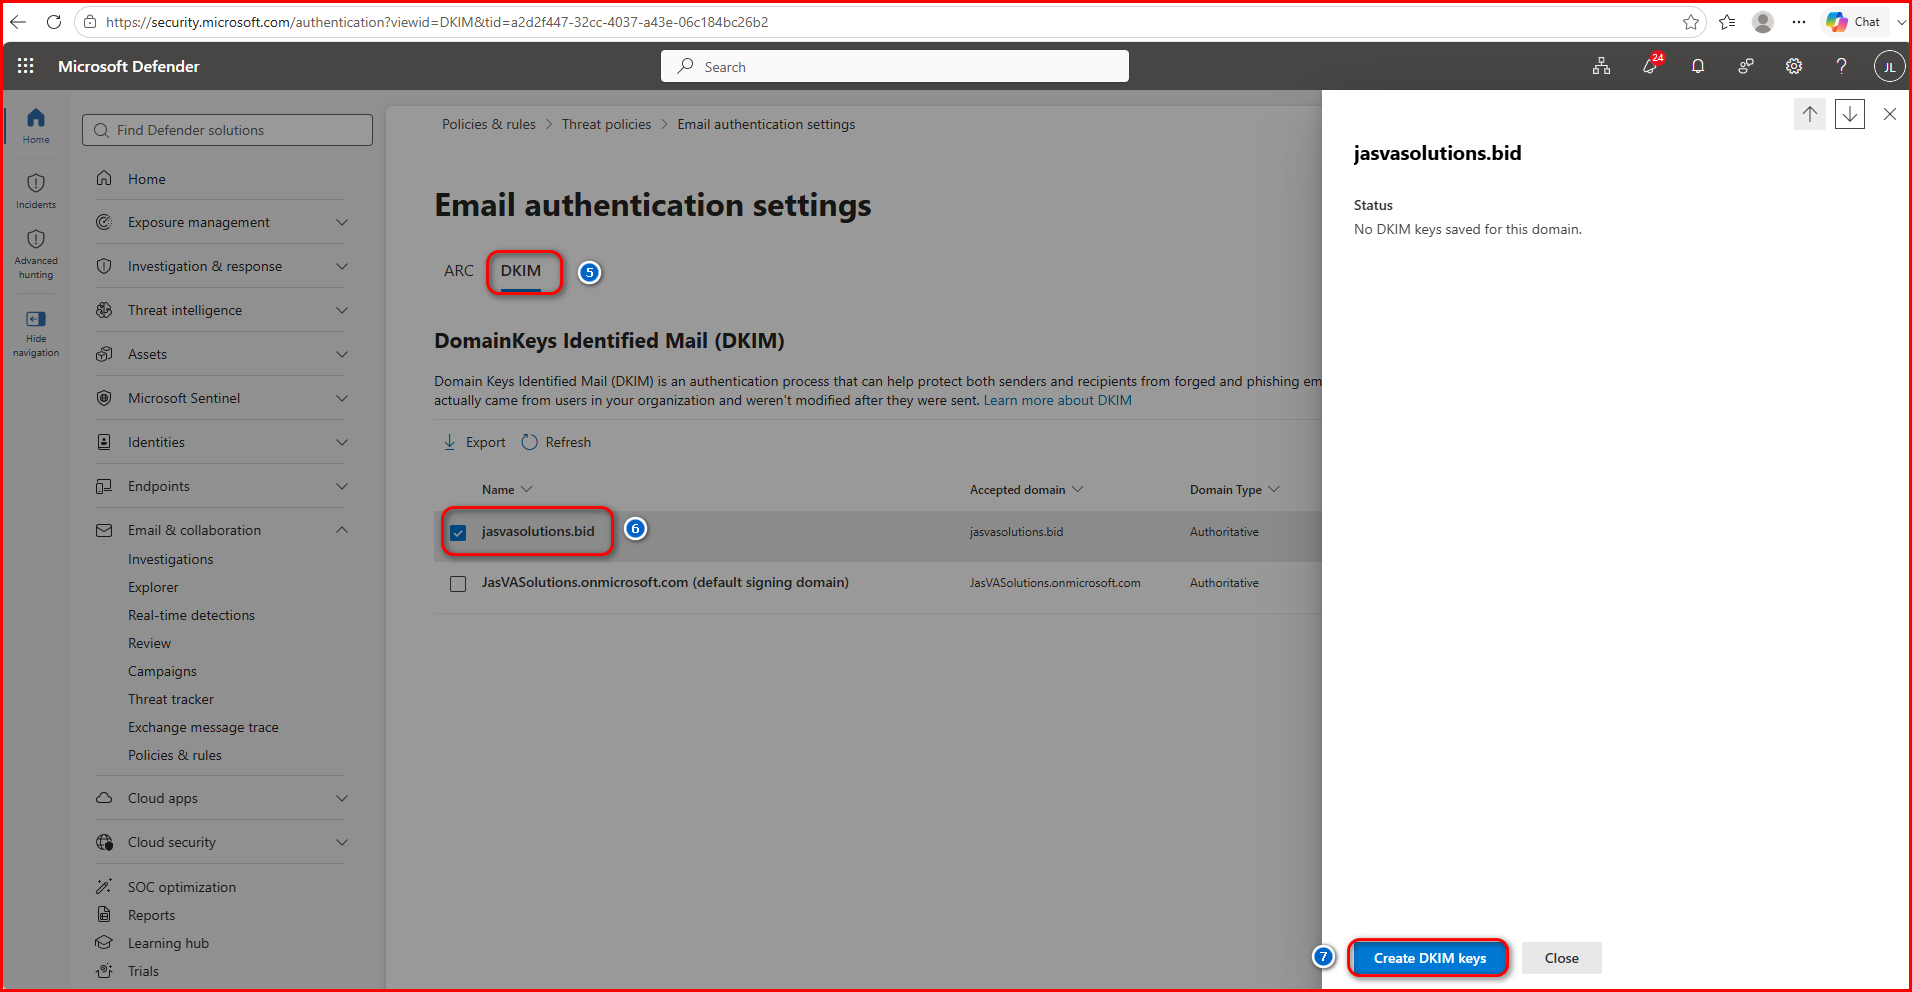 https://security.microsoft.com/authentication?viewid=DKIM&tid=a2d2f447-32cc-4037-a43e-06c184bc26b2
Chat
Microsoft Defender
Search
24
JL
Home
Incidents
Advanced
hunting
Hide
navigation
Find Defender solutions
Home
Exposure management
Investigation & response
Threat intelligence
Assets
Microsoft Sentinel
Identities
Endpoints
Email & collaboration
Investigations
Explorer
Real-time detections
Review
Campaigns
Threat tracker
Exchange message trace
Policies & rules
Cloud apps
Cloud security
SOC optimization
Reports
Learning hub
Trials
Policies & rules > Threat policies > Email authentication settings
Email authentication settings
ARC DKIM 5
DomainKeys Identified Mail (DKIM)
Domain Keys Identified Mail (DKIM) is an authentication process that can help protect both senders and recipients from forged and phishing em
actually came from users in your organization and weren't modified after they were sent. Learn more about DKIM
Export Refresh
Name Accepted domain Domain Type
jasvasolutions.bid 6 jasvasolutions.bid Authoritative
JasVASolutions.onmicrosoft.com (default signing domain) JasVASolutions.onmicrosoft.com Authoritative
jasvasolutions.bid
Status
No DKIM keys saved for this domain.
7 Create DKIM keys Close